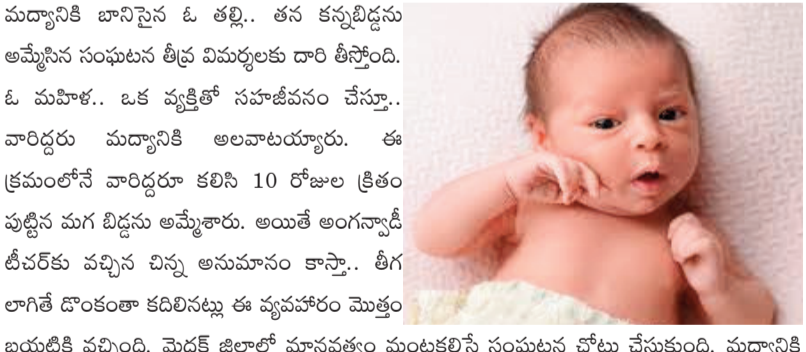 మద్యానికి బానిసైన ఓ తల్లి.. తన కన్నబిడ్డను
అమ్మేసిన సంఘటన తీవ్ర విమర్శలకు దారి తీస్తోంది.
ఓ మహిళ.. ఒక వ్యక్తితో సహజీవనం చేస్తూ..
వారిద్దరు మద్యానికి అలవాటయ్యారు. ఈ
క్రమంలోనే వారిద్దరూ కలిసి 10 రోజుల క్రితం
పుట్టిన మగ బిడ్డను అమ్మేశారు. అయితే అంగన్వాడీ
టీచర్‌కు వచ్చిన చిన్న అనుమానం కాస్తా.. తీగ
లాగితే డొంకంతా కదిలినట్లు ఈ వ్యవహారం మొత్తం
బయటికి వచ్చింది. మెదక్ జిల్లాలో మానవత్వం మంటకలిసే సంఘటన చోటు చేసుకుంది. మద్యానికి